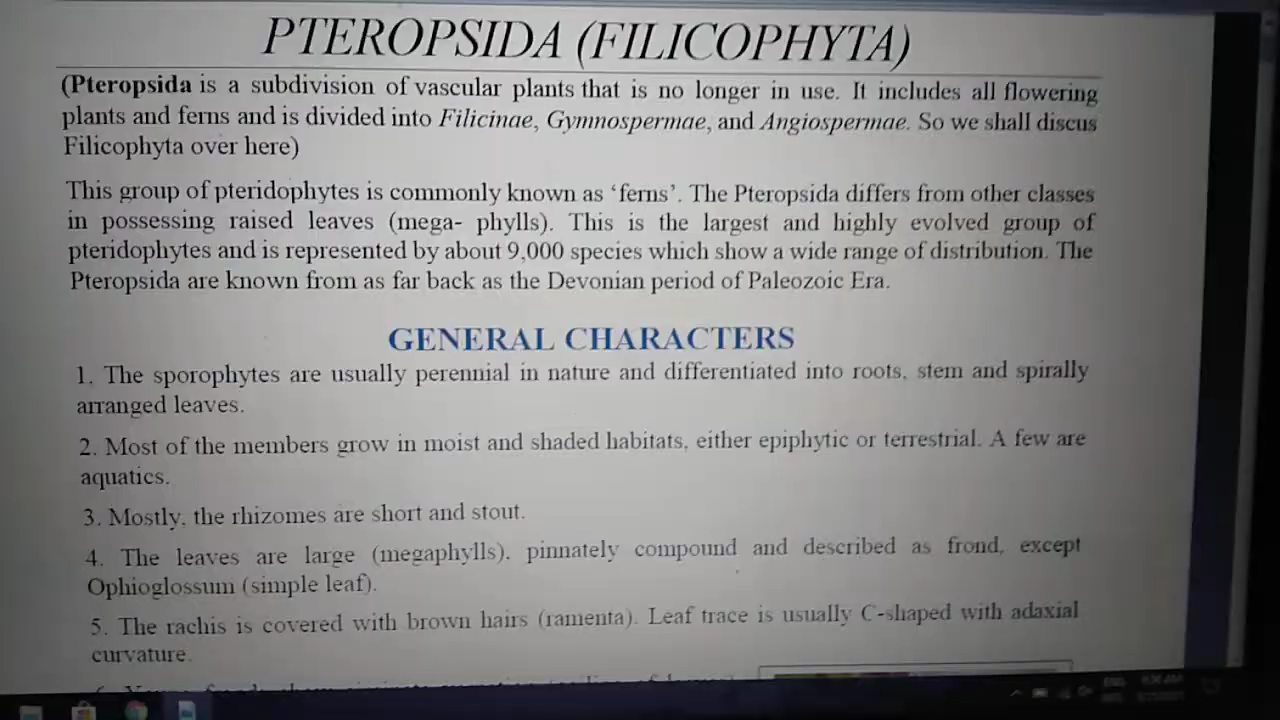 PTEROPSIDA (FILICOPHYTA)
(Pteropsida is a subdivision of vascular plants that is no longer in use. It includes all flowering
plants and ferns and is divided into Filicinae, Gymnospermae, and Angiospermae. So we shall discus
Filicophyta over here)
This group of pteridophytes is commonly known as ‘ferns’. The Pteropsida differs from other classes
in possessing raised leaves (mega- phylls). This is the largest and highly evolved group of
pteridophytes and is represented by about 9,000 species which show a wide range of distribution. The
Pteropsida are known from as far back as the Devonian period of Paleozoic Era.
GENERAL CHARACTERS
1. The sporophytes are usually perennial in nature and differentiated into roots, stem and spirally
arranged leaves.
2. Most of the members grow in moist and shaded habitats, either epiphytic or terrestrial. A few are
aquatics.
3. Mostly, the rhizomes are short and stout.
4. The leaves are large (megaphylls), pinnately compound and described as frond, except
Ophioglossum (simple leaf).
5. The rachis is covered with brown hairs (ramenta). Leaf trace is usually C-shaped with adaxial
curvature.
ENG